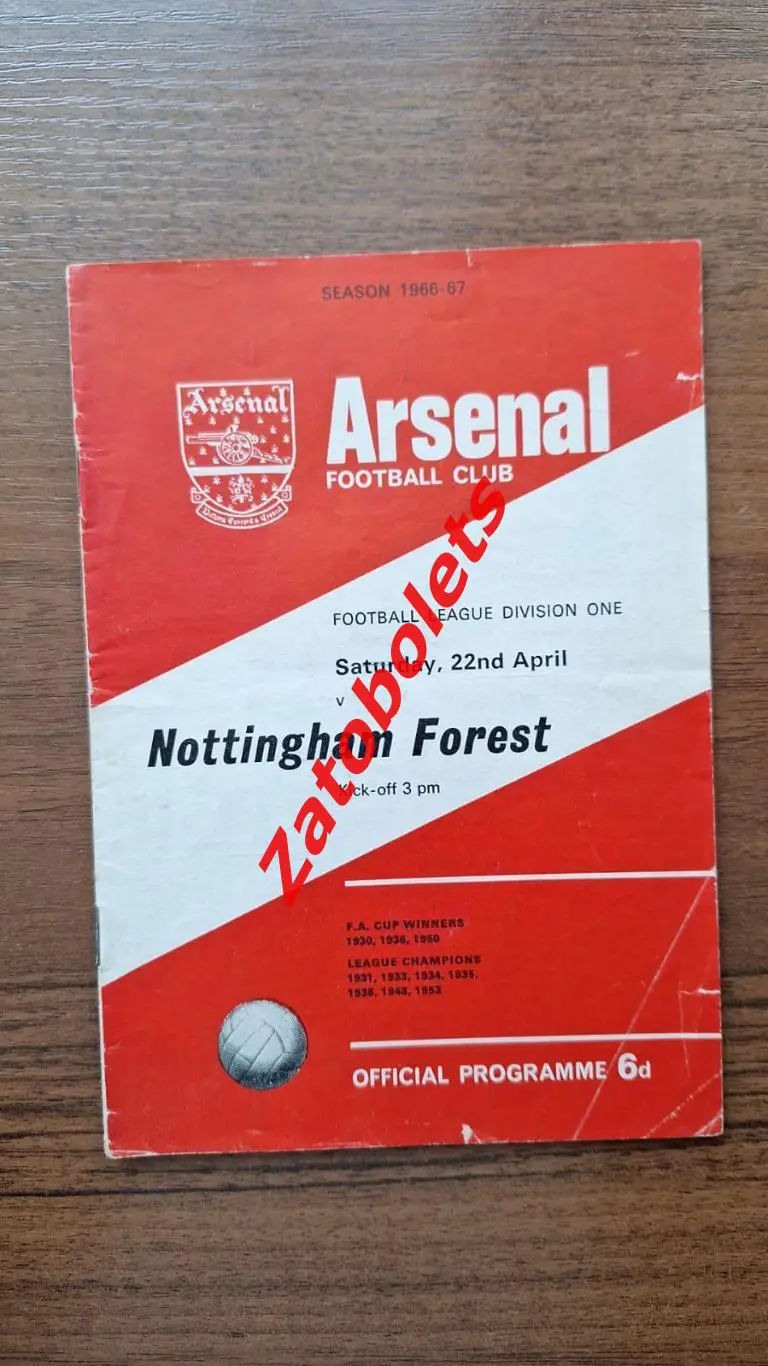 SEASON 1966-67
Arsenal
Arsenal
FOOTBALL CLUB
FOOTBALL LEAGUE DIVISION ONE
Saturday, 22nd April
v
Nottingham Forest
Kick-off 3 pm
Zatobolets
F.A. CUP WINNERS
1930, 1936, 1950
LEAGUE CHAMPIONS
1931, 1933, 1934, 1935,
1938, 1948, 1953
OFFICIAL PROGRAMME 6d